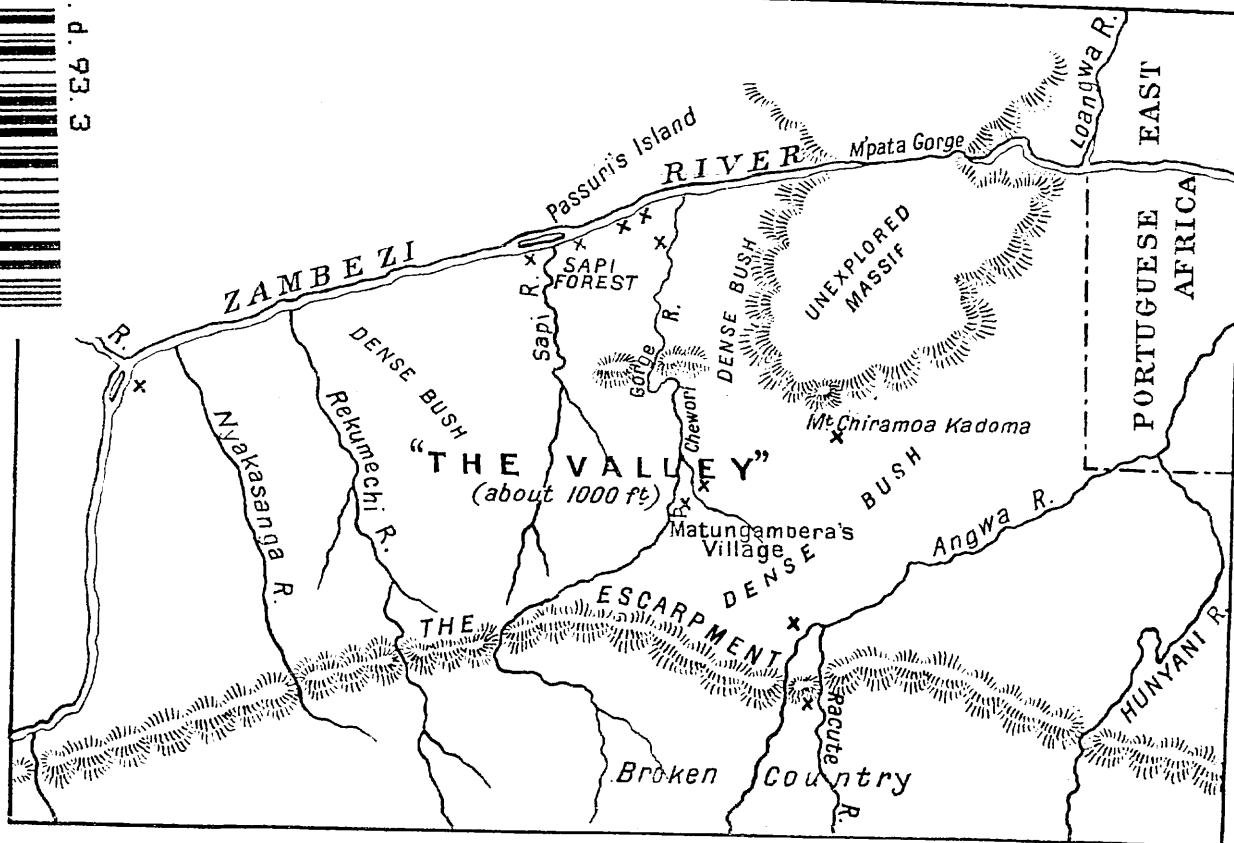 . d. 93. 3
Loangwa R.
EAST
PORTUGUESE
AFRICA
Passuri's Island
M'pata Gorge
ZAMBEZI RIVER
R.
SAPI
FOREST
Sapi R.
DENSE BUSH
UNEXPLORED
MASSIF
Gorge
R.
DENSE BUSH
Nyakasanga R.
Rekumechi R.
Chewori
R.
Mt. Chiramoa Kadoma
"THE VALLEY"
(about 1000 ft)
Matungambera's
Village
DENSE BUSH
Angwa R.
THE ESCARPMENT
HUNYANI R.
Racute R.
Broken Country